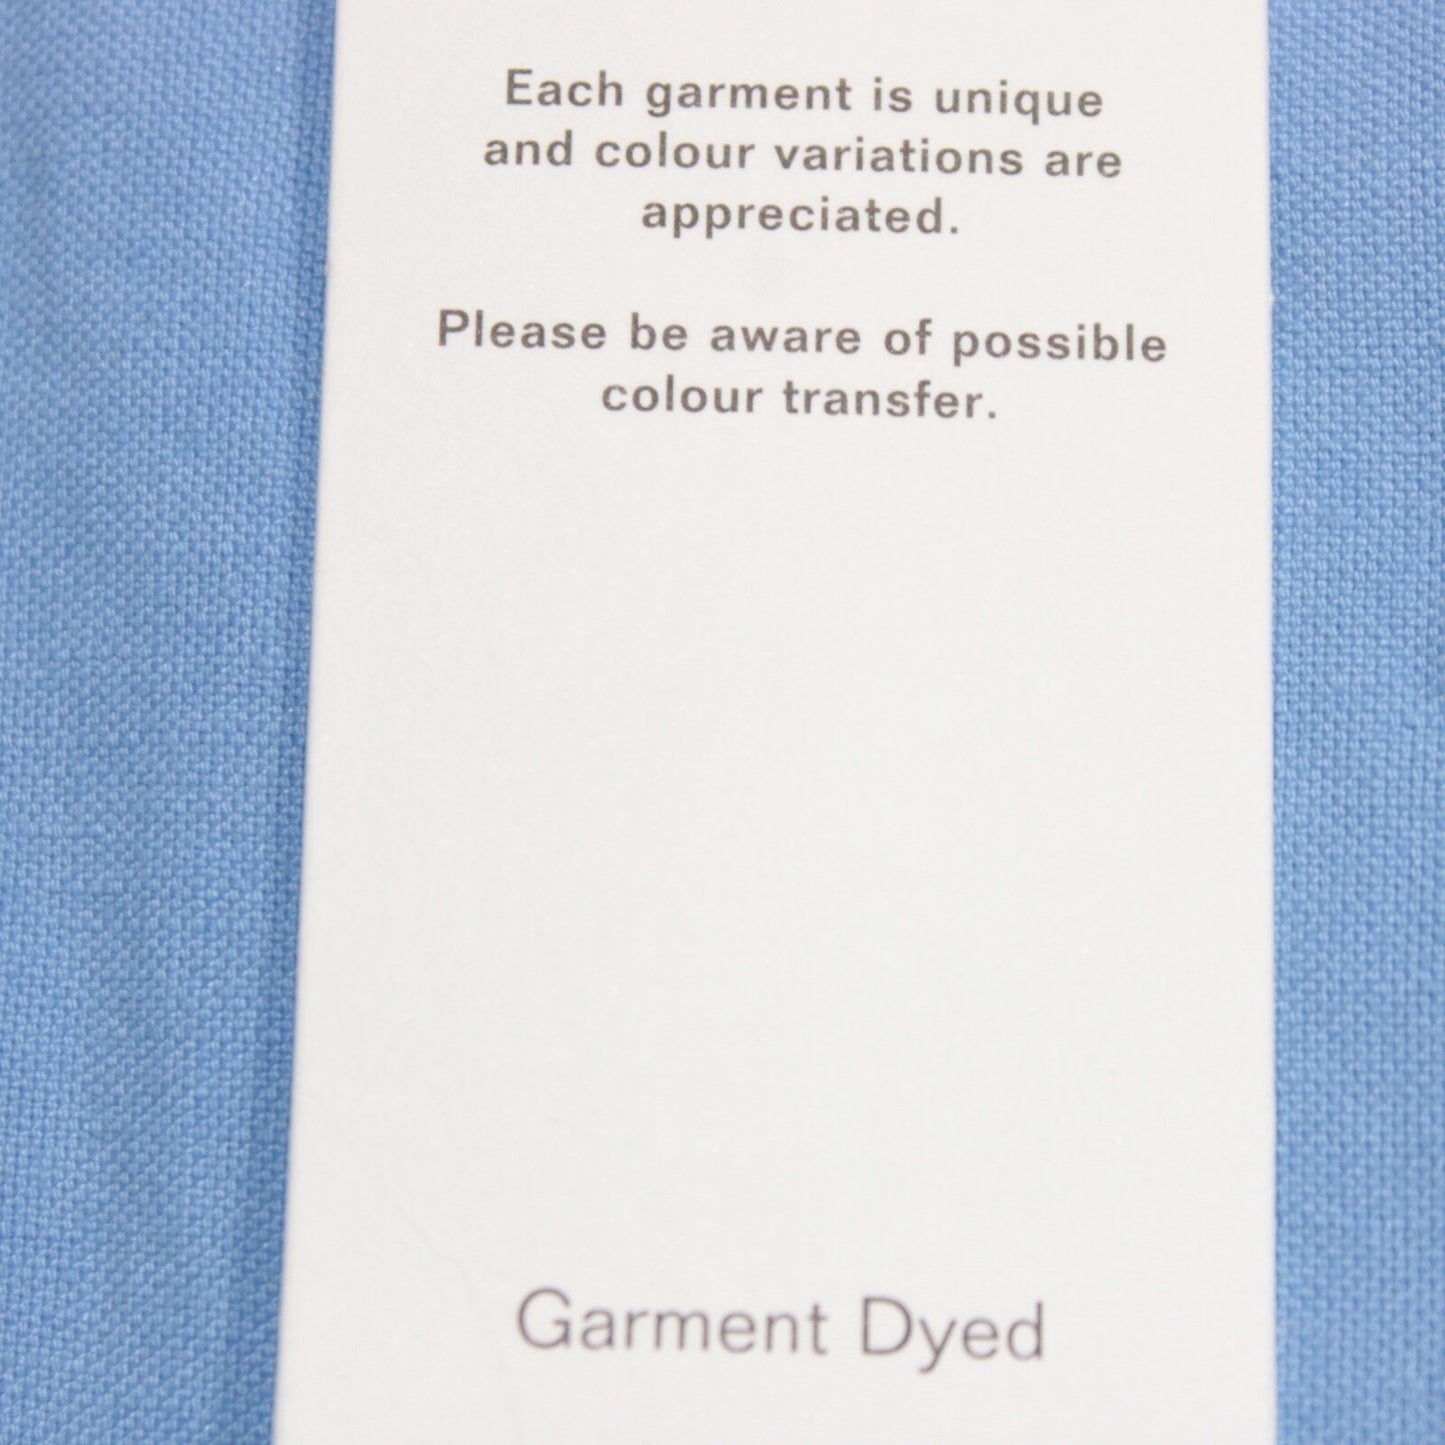 Each garment is unique
and colour variations are
appreciated.
Please be aware of possible
colour transfer.
Garment Dyed